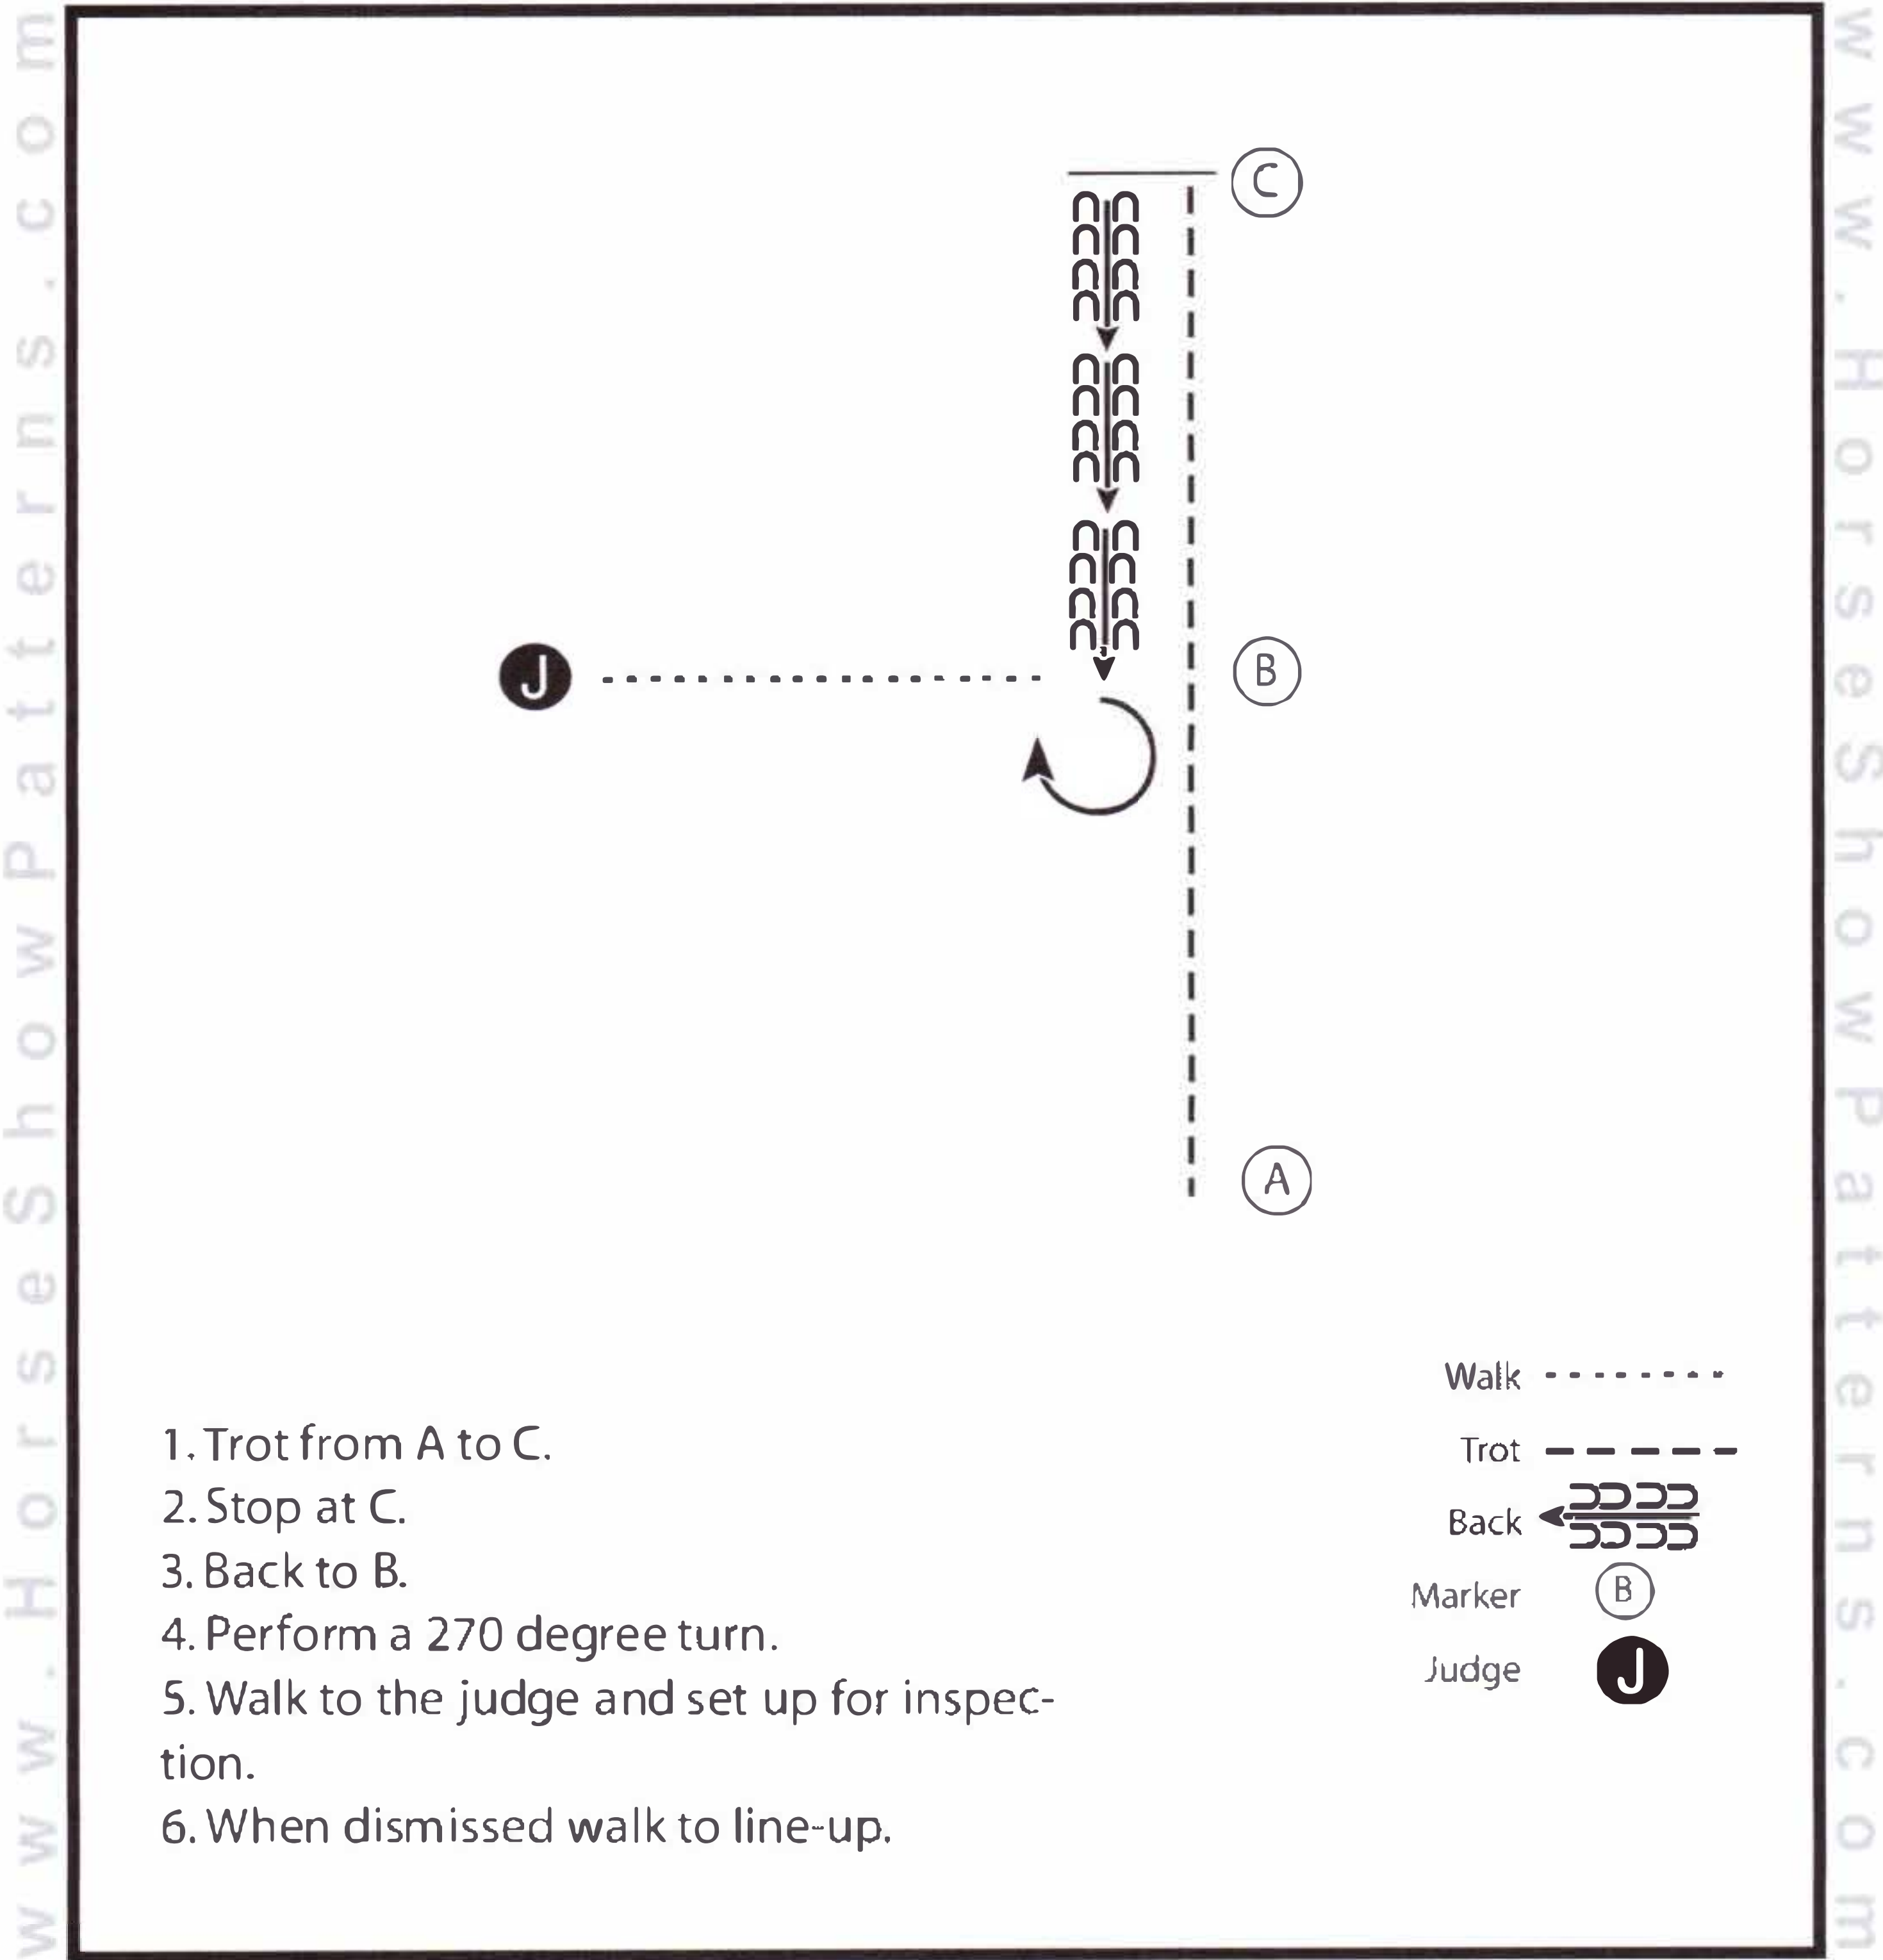 www.HorseShowPatterns.com
www.HorseShowPatterns.com
C
J
B
A
1. Trot from A to C.
2. Stop at C.
3. Back to B.
4. Perform a 270 degree turn.
5. Walk to the judge and set up for inspec-
tion.
6. When dismissed walk to line-up.
Walk
Trot
Back
Marker B
Judge J